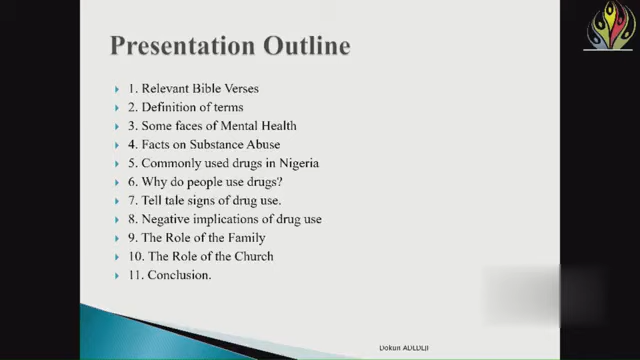 Presentation Outline
1. Relevant Bible Verses
2. Definition of terms
3. Some faces of Mental Health
4. Facts on Substance Abuse
5. Commonly used drugs in Nigeria
6. Why do people use drugs?
7. Tell tale signs of drug use.
8. Negative implications of drug use
9. The Role of the Family
10. The Role of the Church
11. Conclusion.
Dokun